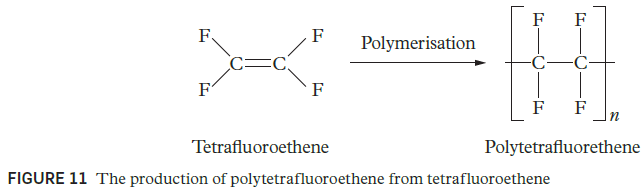 F F
F F
C=C
F F
Polymerisation
C C
F F
n
Tetrafluoroethene
Polytetrafluorethene
FIGURE 11 The production of polytetrafluoroethene from tetrafluoroethene